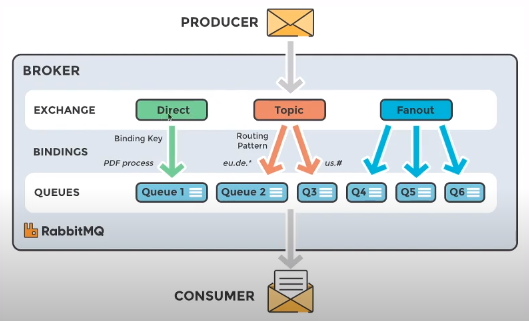 PRODUCER
BROKER
EXCHANGE
Direct
Topic
Fanout
BINDINGS
Binding Key
PDF process
Routing
Pattern
eu.de.*
us.#
QUEUES
Queue 1
Queue 2
Q3
Q4
Q5
Q6
RabbitMQ
CONSUMER